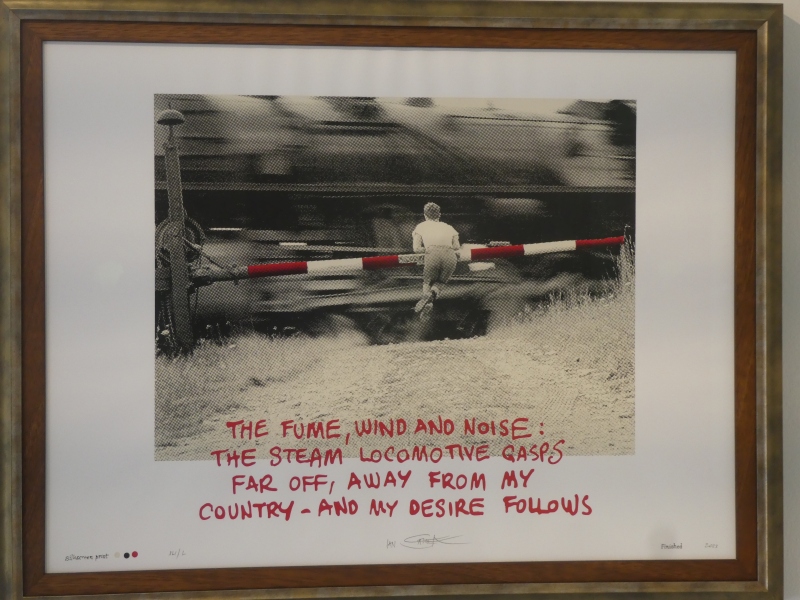 THE FUME, WIND AND NOISE:
THE STEAM LOCOMOTIVE GASPS
FAR OFF, AWAY FROM MY
COUNTRY - AND MY DESIRE FOLLOWS
Finished